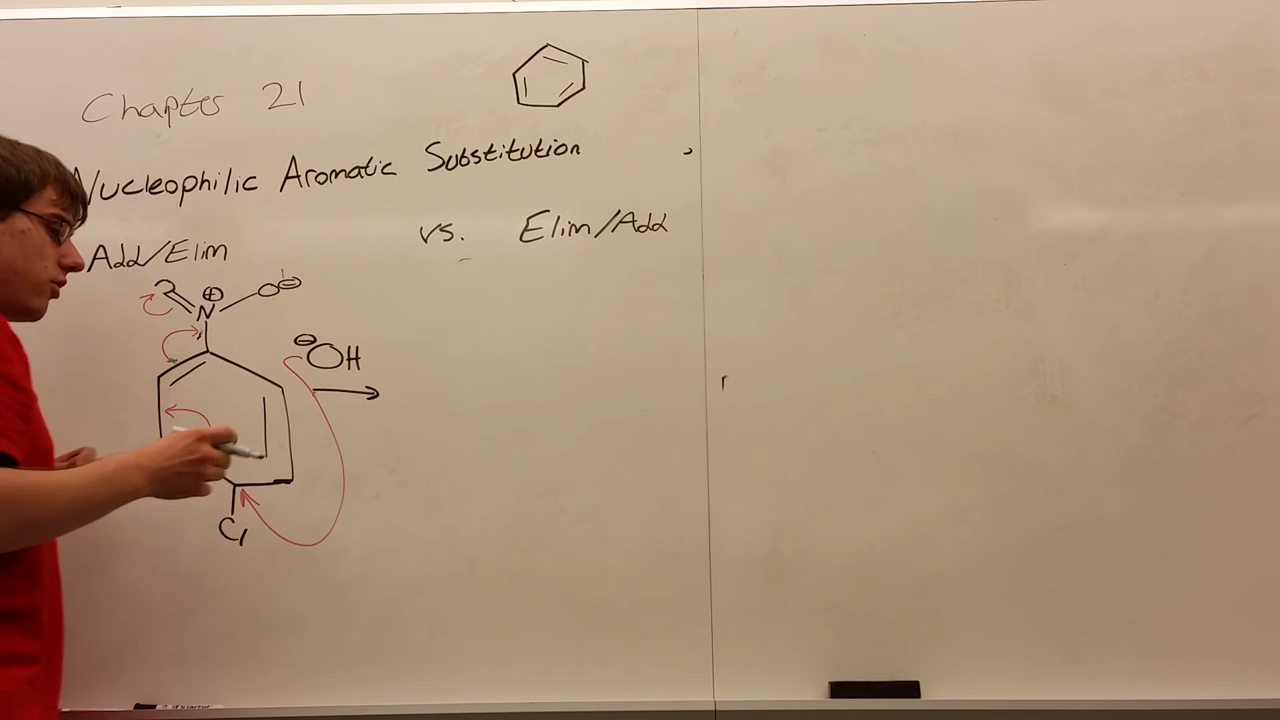 Chapter 21
Nucleophilic Aromatic Substitution
Add/Elim vs. Elim/Add
N⊕ O⊖
⊖OH
Cl